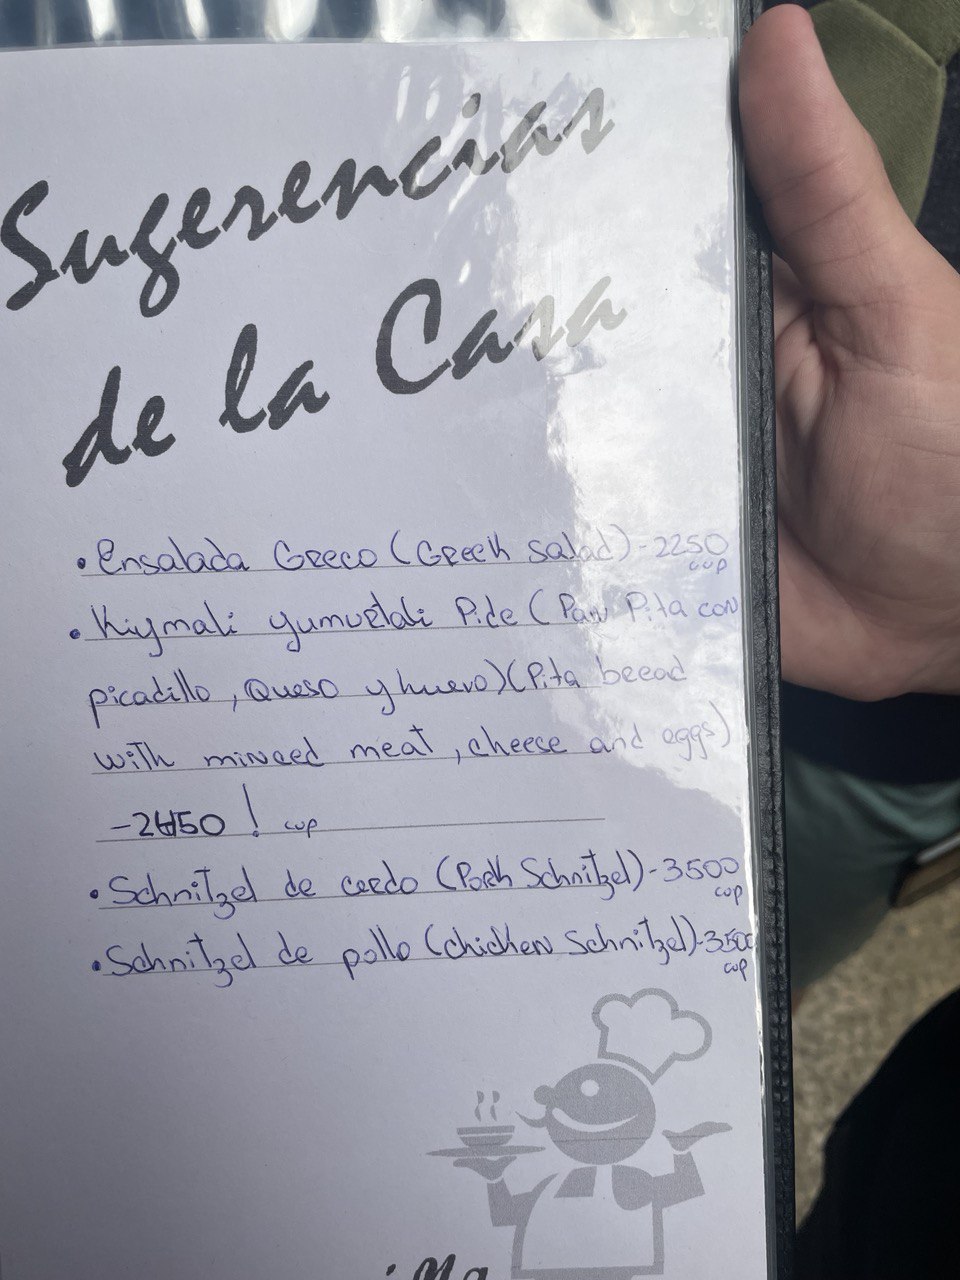 Sugerencias
de la Casa
• Ensalada Greco (Greek salad) - 2250
cup
• Kiymali yumurtali Pide (Pan Pita con
picadillo, Queso y huevo) (Pita bread
with minced meat, cheese and eggs)
- 2450! cup
• Schnitzel de cerdo (Pork Schnitzel) - 3500
cup
• Schnitzel de pollo (chicken Schnitzel) - 3500
cup